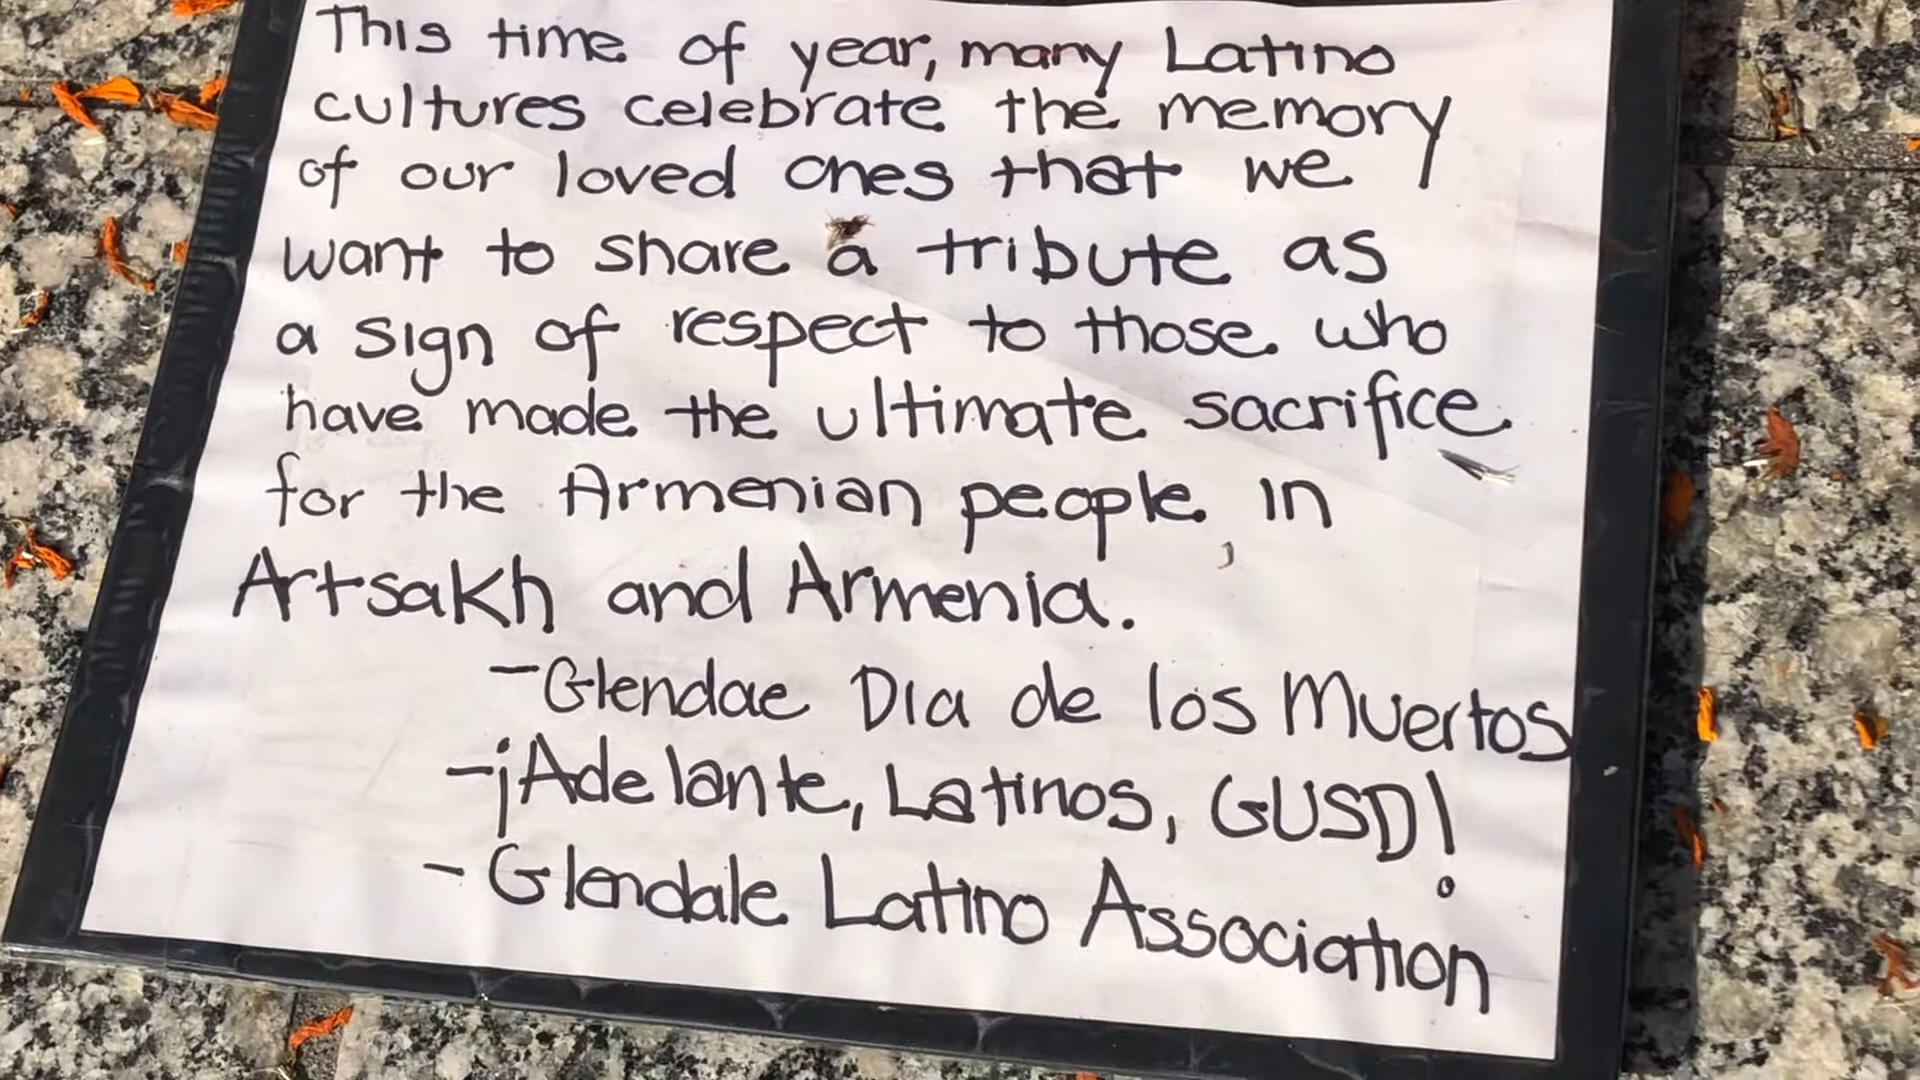 This time of year, many Latino
cultures celebrate the memory
of our loved ones that we
want to share a tribute as
a sign of respect to those who
have made the ultimate sacrifice
for the Armenian people in
Artsakh and Armenia.
- Glendae Dia de los Muertos
- ¡Adelante, Latinos, GUSD!
- Glendale Latino Association